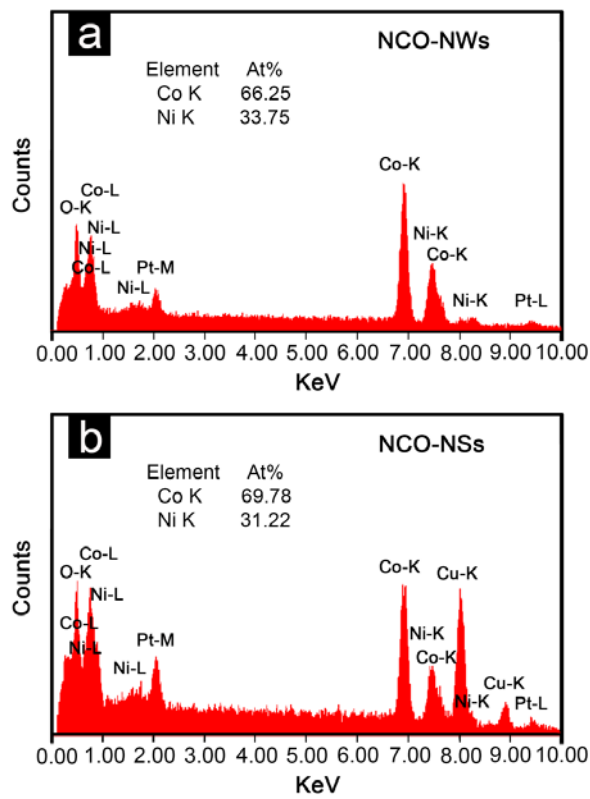 a
NCO-NWs
Element At%
Co K 66.25
Ni K 33.75
Counts
Co-K
Co-L
O-K
Ni-L
Ni-K
Ni-L
Co-K
Co-L
Pt-M
Ni-L
Ni-K
Pt-L
0.00 1.00 2.00 3.00 4.00 5.00 6.00 7.00 8.00 9.00 10.00
KeV
b
NCO-NSs
Element At%
Co K 69.78
Ni K 31.22
Counts
Co-L
O-K
Co-K
Cu-K
Ni-L
Co-L
Ni-K
Ni-L
Pt-M
Co-K
Ni-L
Cu-K
Ni-K
Pt-L
0.00 1.00 2.00 3.00 4.00 5.00 6.00 7.00 8.00 9.00 10.00
KeV